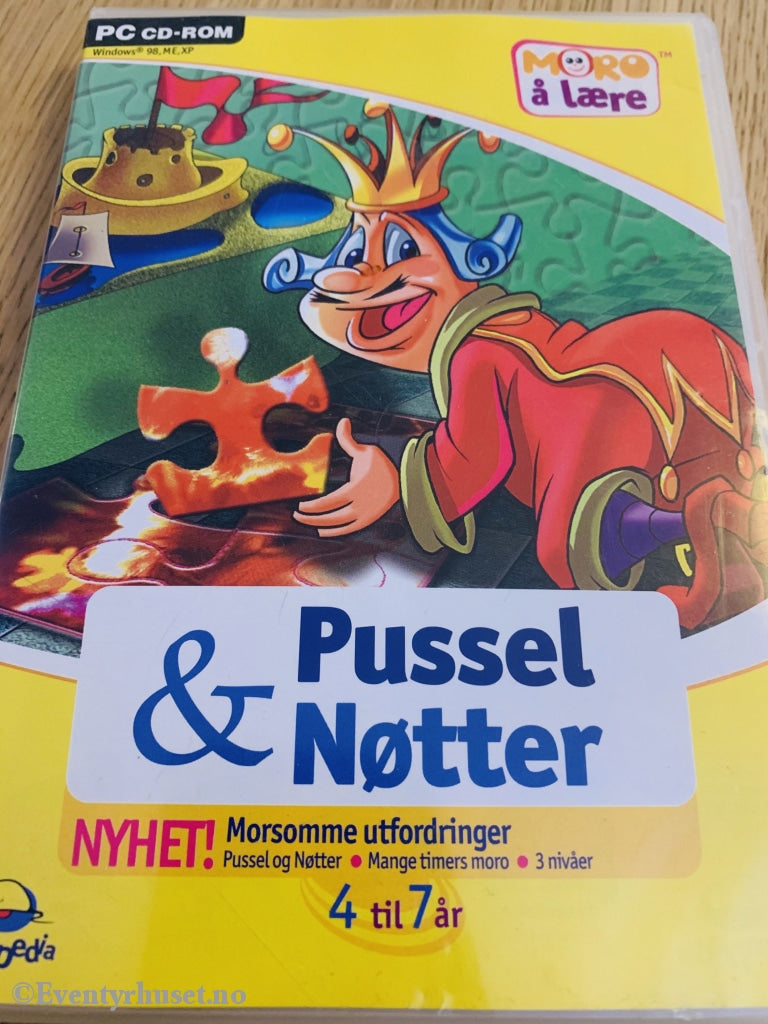 PC CD-ROM
Windows® 98, ME, XP
MORO™
å lære
& Pussel
Nøtter
NYHET! Morsomme utfordringer
Pussel og Nøtter • Mange timers moro • 3 nivåer
4 til 7 år
©Eventyrhuset.no